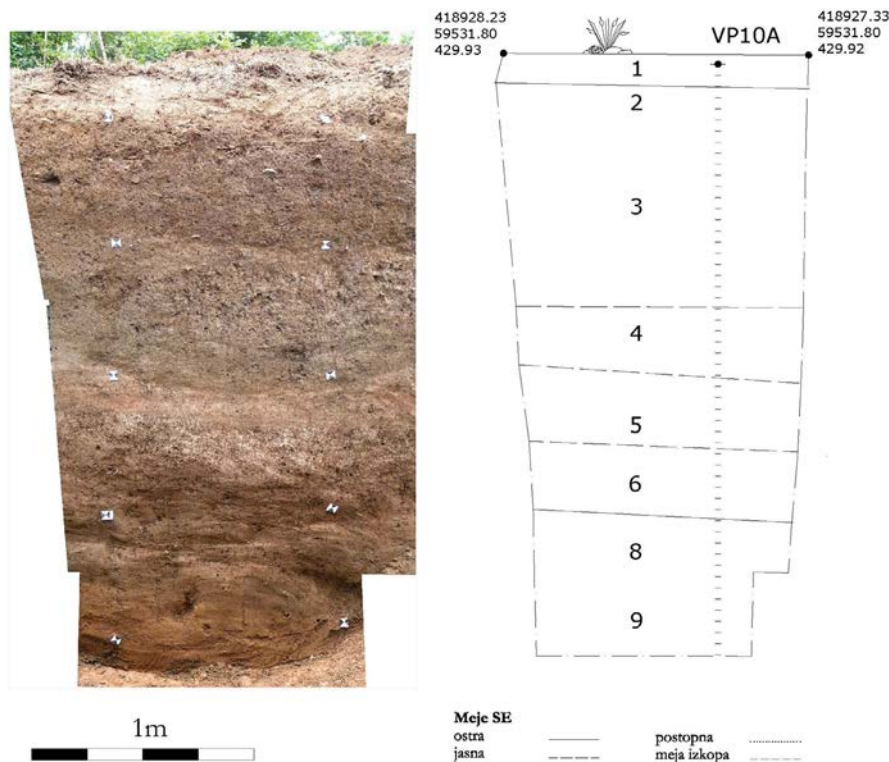 418928.23
59531.80
429.93
VP10A
418927.33
59531.80
429.92
1
2
3
4
5
6
8
9
1m
Meje SE
ostra
jasna
postopna
meja izkopa